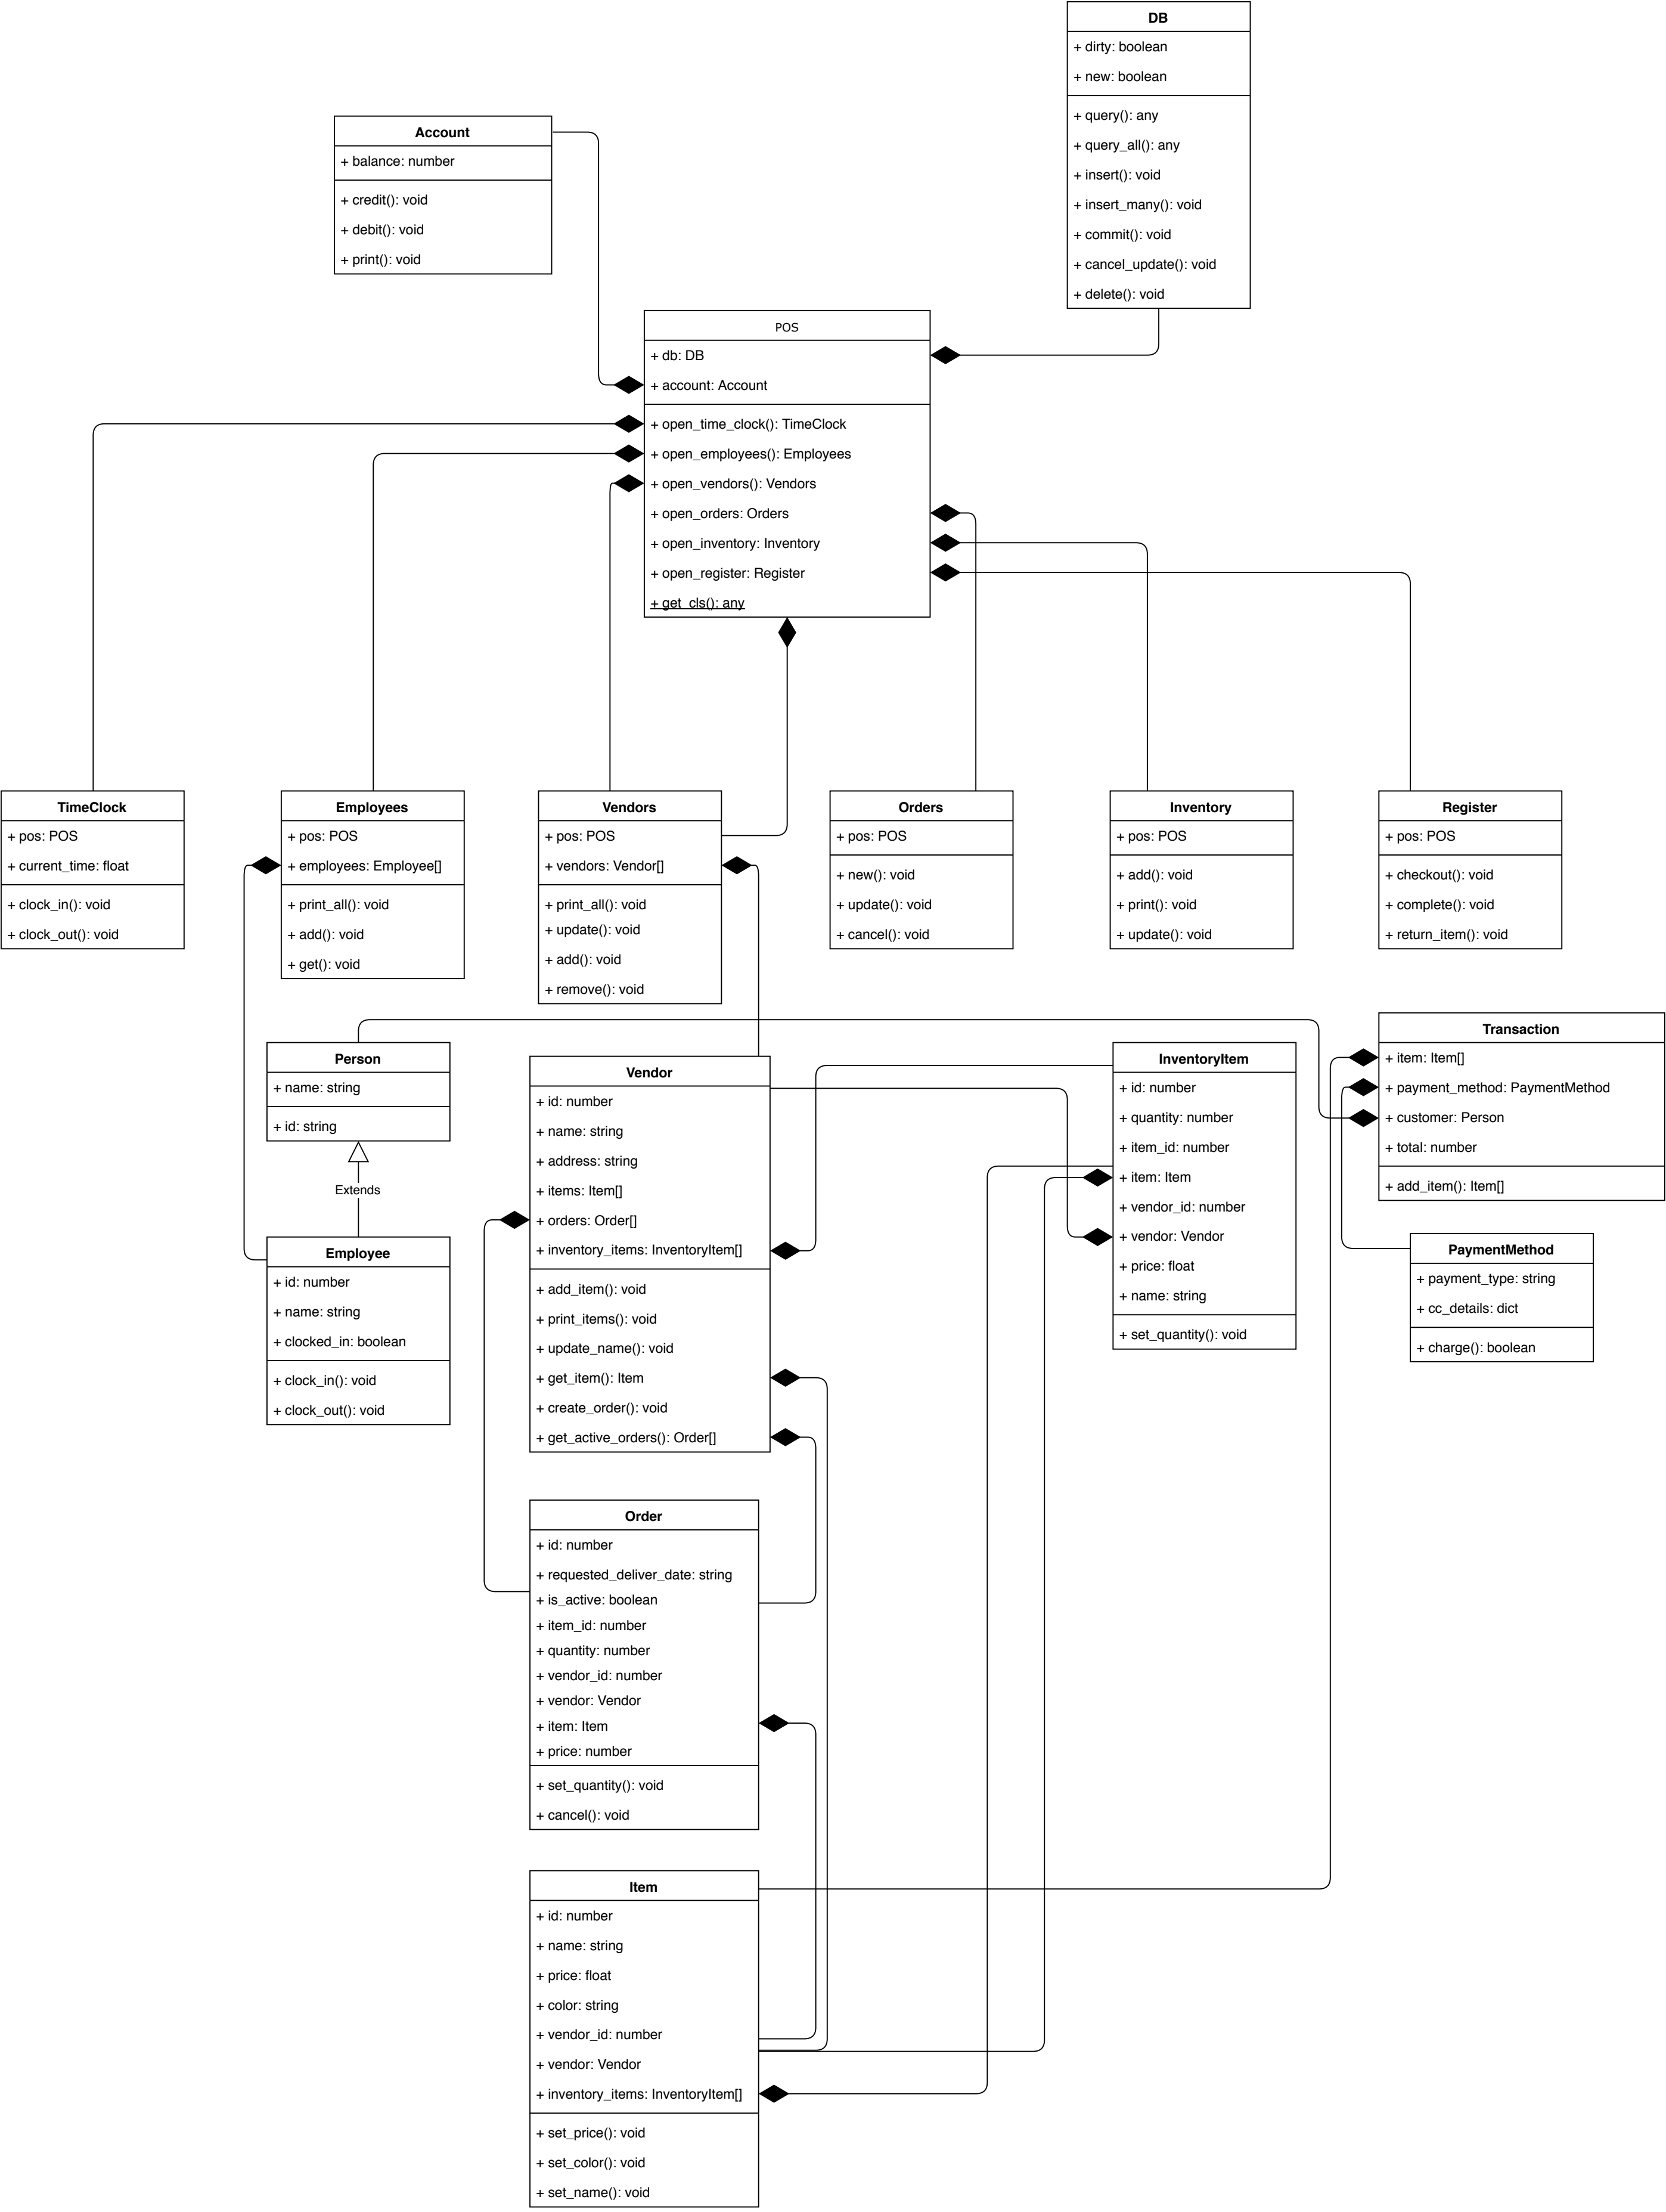 DB
+ dirty: boolean
+ new: boolean
+ query(): any
+ query_all(): any
+ insert(): void
+ insert_many(): void
+ commit(): void
+ cancel_update(): void
+ delete(): void
Account
+ balance: number
+ credit(): void
+ debit(): void
+ print(): void
POS
+ db: DB
+ account: Account
+ open_time_clock(): TimeClock
+ open_employees(): Employees
+ open_vendors(): Vendors
+ open_orders: Orders
+ open_inventory: Inventory
+ open_register: Register
+ get_cls(): any
TimeClock
+ pos: POS
+ current_time: float
+ clock_in(): void
+ clock_out(): void
Employees
+ pos: POS
+ employees: Employee[]
+ print_all(): void
+ add(): void
+ get(): void
Vendors
+ pos: POS
+ vendors: Vendor[]
+ print_all(): void
+ update(): void
+ add(): void
+ remove(): void
Orders
+ pos: POS
+ new(): void
+ update(): void
+ cancel(): void
Inventory
+ pos: POS
+ add(): void
+ print(): void
+ update(): void
Register
+ pos: POS
+ checkout(): void
+ complete(): void
+ return_item(): void
Person
+ name: string
+ id: string
Extends
Employee
+ id: number
+ name: string
+ clocked_in: boolean
+ clock_in(): void
+ clock_out(): void
Vendor
+ id: number
+ name: string
+ address: string
+ items: Item[]
+ orders: Order[]
+ inventory_items: InventoryItem[]
+ add_item(): void
+ print_items(): void
+ update_name(): void
+ get_item(): Item
+ create_order(): void
+ get_active_orders(): Order[]
InventoryItem
+ id: number
+ quantity: number
+ item_id: number
+ item: Item
+ vendor_id: number
+ vendor: Vendor
+ price: float
+ name: string
+ set_quantity(): void
Transaction
+ item: Item[]
+ payment_method: PaymentMethod
+ customer: Person
+ total: number
+ add_item(): Item[]
PaymentMethod
+ payment_type: string
+ cc_details: dict
+ charge(): boolean
Order
+ id: number
+ requested_deliver_date: string
+ is_active: boolean
+ item_id: number
+ quantity: number
+ vendor_id: number
+ vendor: Vendor
+ item: Item
+ price: number
+ set_quantity(): void
+ cancel(): void
Item
+ id: number
+ name: string
+ price: float
+ color: string
+ vendor_id: number
+ vendor: Vendor
+ inventory_items: InventoryItem[]
+ set_price(): void
+ set_color(): void
+ set_name(): void